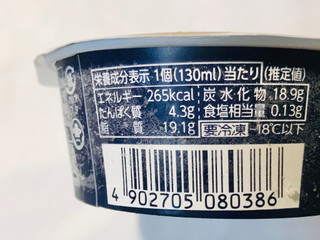 栄養成分表示 1個(130ml)当たり(推定値)
エネルギー 265kcal 炭水化物 18.9g
たんぱく質 4.3g 食塩相当量 0.13g
脂質 19.1g 要冷凍 -18℃以下
4 902705 080386